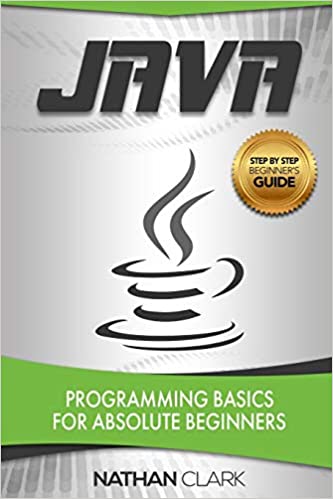 JAVA
STEP BY STEP
BEGINNER'S
GUIDE
PROGRAMMING BASICS
FOR ABSOLUTE BEGINNERS
NATHAN CLARK